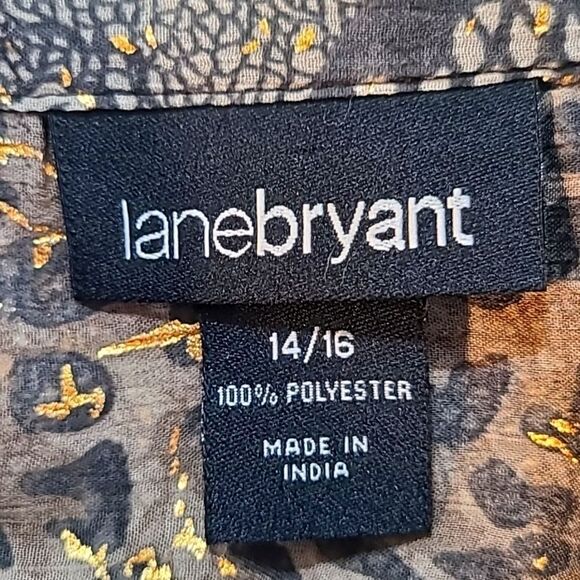 lanebryant
14/16
100% POLYESTER
MADE IN
INDIA